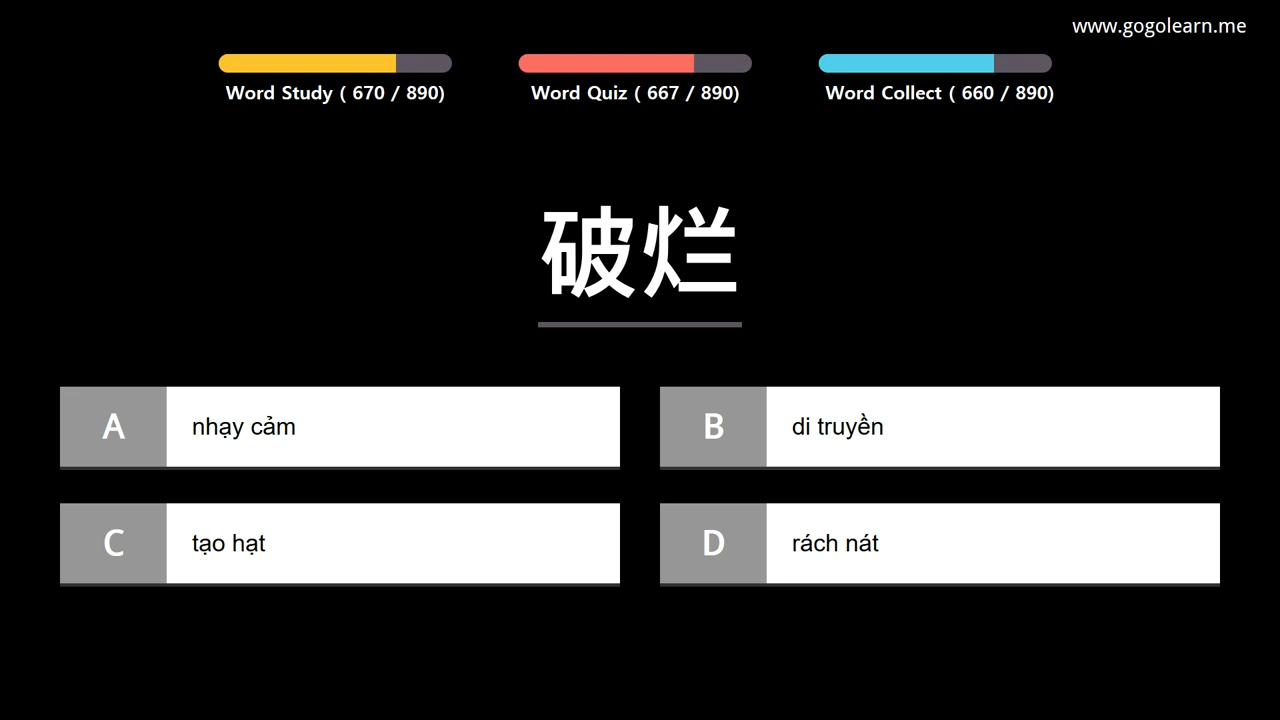 www.gogolearn.me
Word Study ( 670 / 890)
Word Quiz ( 667 / 890)
Word Collect ( 660 / 890)
破烂
A nhạy cảm
B di truyền
C tạo hạt
D rách nát